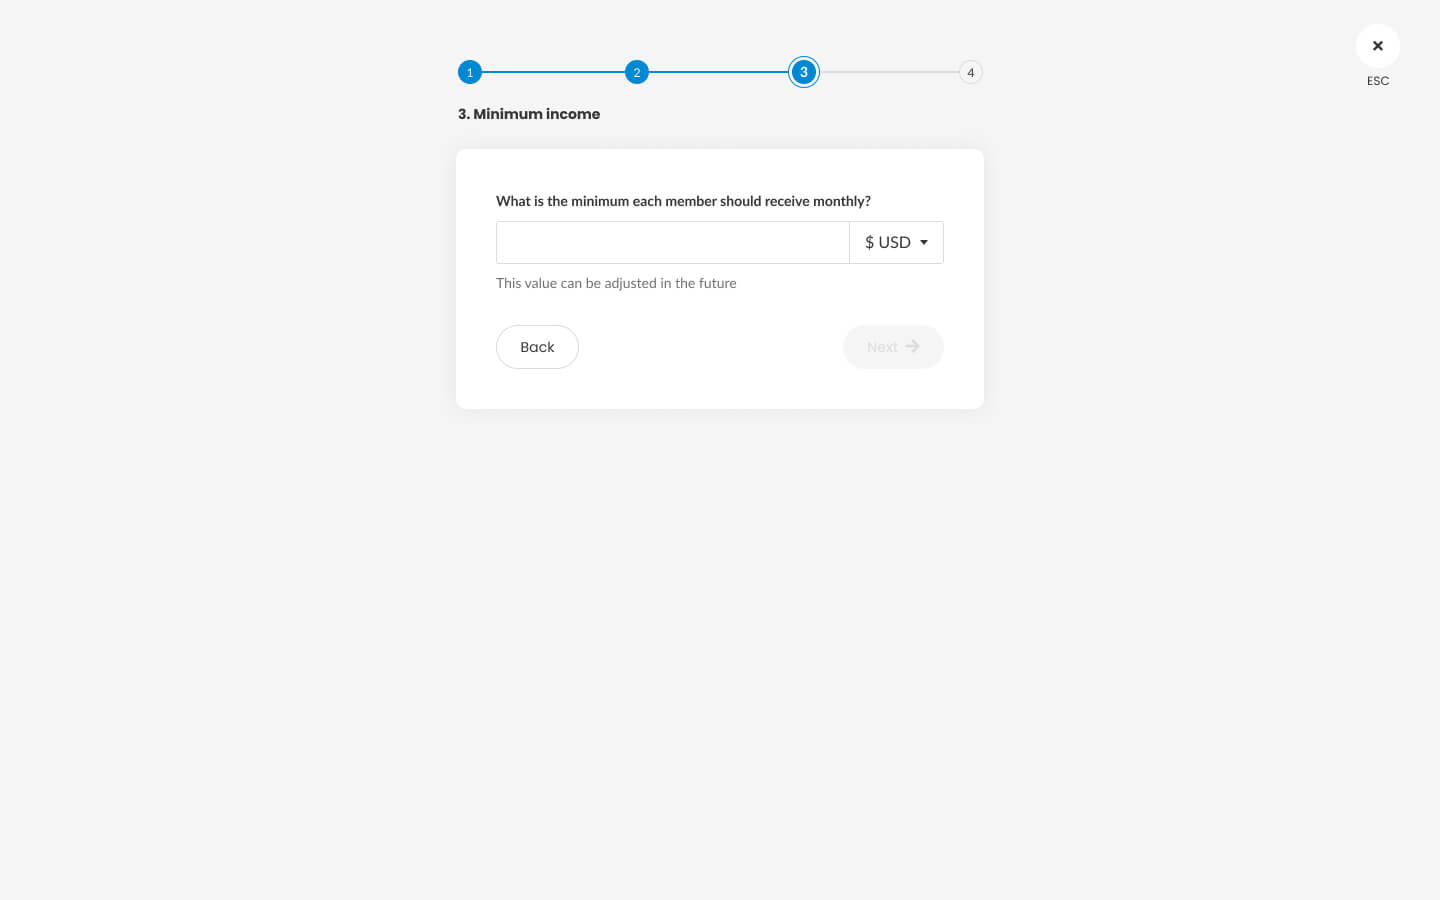 1
2
3
4
ESC
3. Minimum income
What is the minimum each member should receive monthly?
$ USD
This value can be adjusted in the future
Back
Next